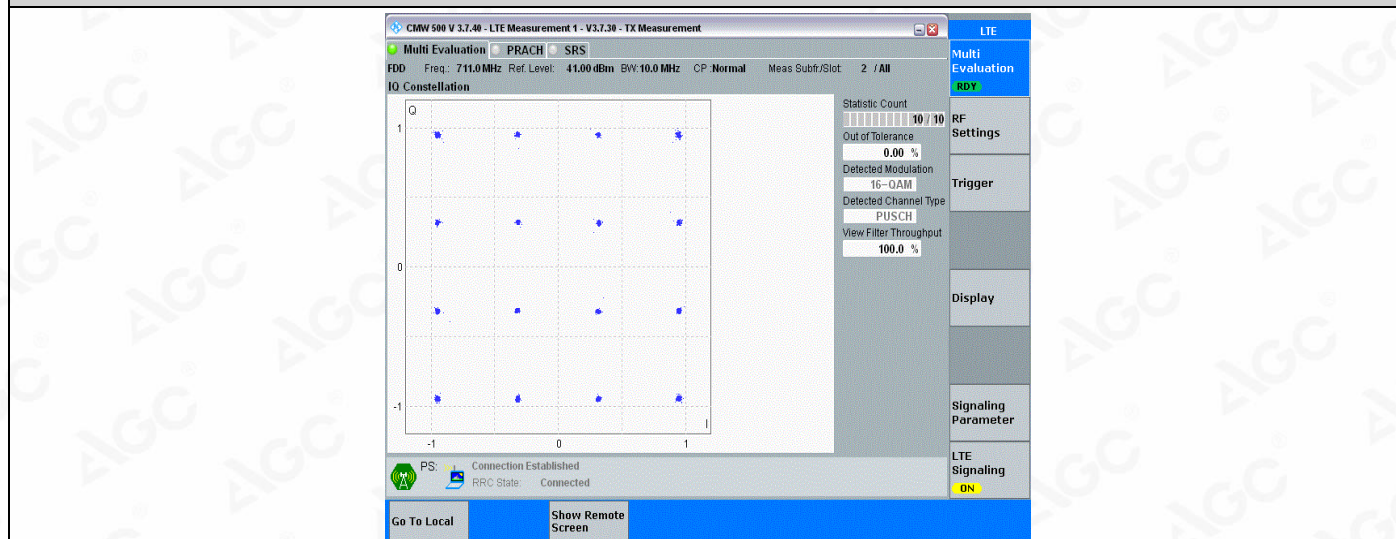 CMW 500 V 3.7.40 - LTE Measurement 1 - V3.7.30 - TX Measurement
LTE
Multi Evaluation PRACH SRS
FDD Freq.: 711.0 MHz Ref. Level: 41.00 dBm BW: 10.0 MHz CP :Normal Meas Subfr./Slot: 2 / All
IQ Constellation
Q
1
0
-1
-1 0 1
I
Statistic Count
10 / 10
Out of Tolerance
0.00 %
Detected Modulation
16-QAM
Detected Channel Type
PUSCH
View Filter Throughput
100.0 %
Multi
Evaluation
RDY
RF
Settings
Trigger
Display
Signaling
Parameter
LTE
Signaling
ON
PS: Connection Established
RRC State: Connected
Go To Local
Show Remote
Screen
AGC